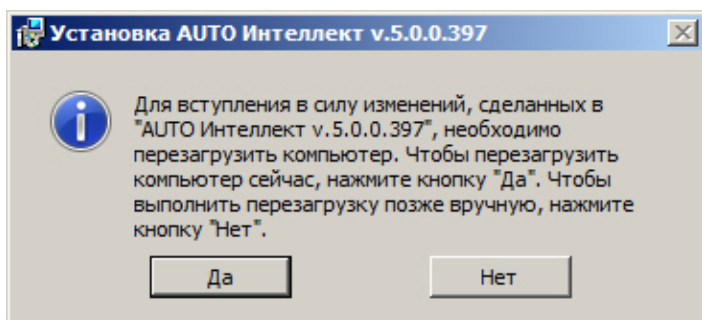 Установка AUTO Интеллект v.5.0.0.397
Для вступления в силу изменений, сделанных в
"AUTO Интеллект v.5.0.0.397", необходимо
перезагрузить компьютер. Чтобы перезагрузить
компьютер сейчас, нажмите кнопку "Да". Чтобы
выполнить перезагрузку позже вручную, нажмите
кнопку "Нет".
Да
Нет